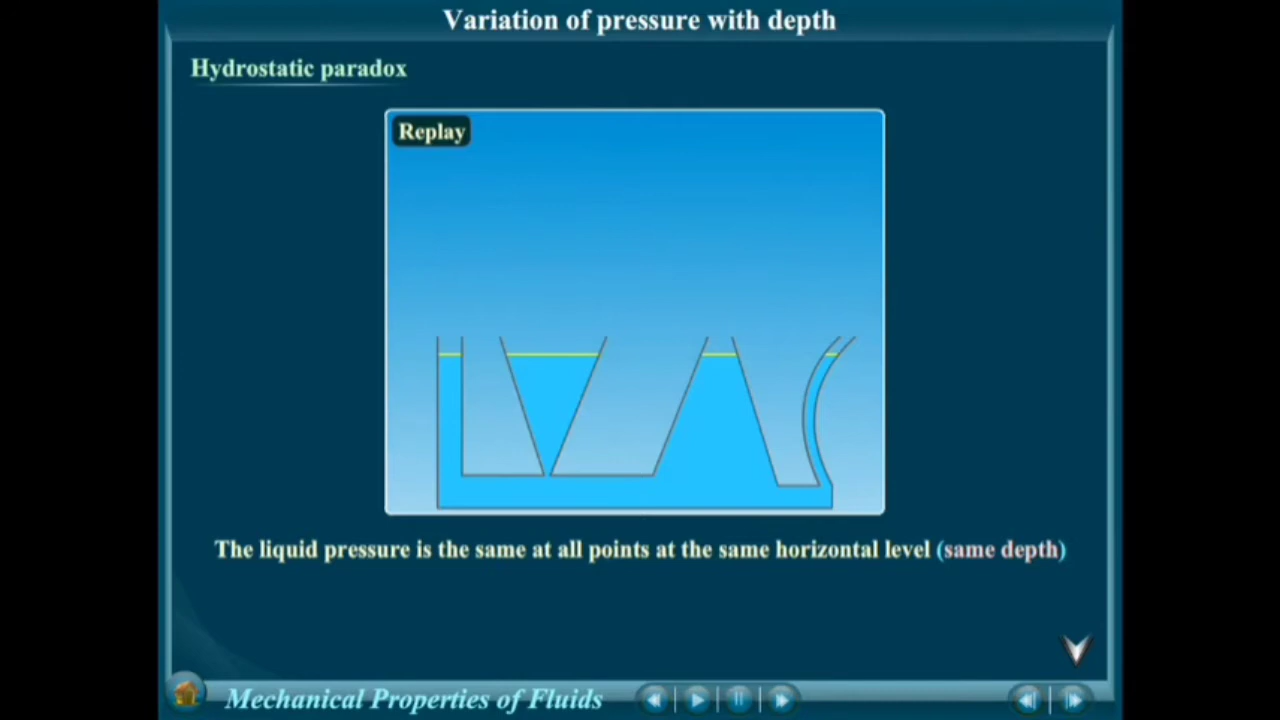 Variation of pressure with depth
Hydrostatic paradox
Replay
The liquid pressure is the same at all points at the same horizontal level (same depth)
Mechanical Properties of Fluids